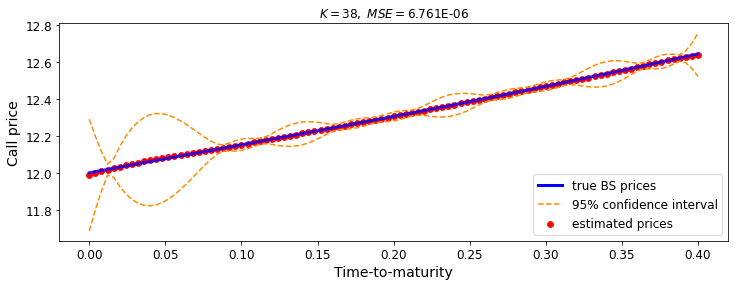 K = 38, MSE = 6.761E-06
Call price
12.8
12.6
12.4
12.2
12.0
11.8
true BS prices
95% confidence interval
estimated prices
0.00 0.05 0.10 0.15 0.20 0.25 0.30 0.35 0.40
Time-to-maturity